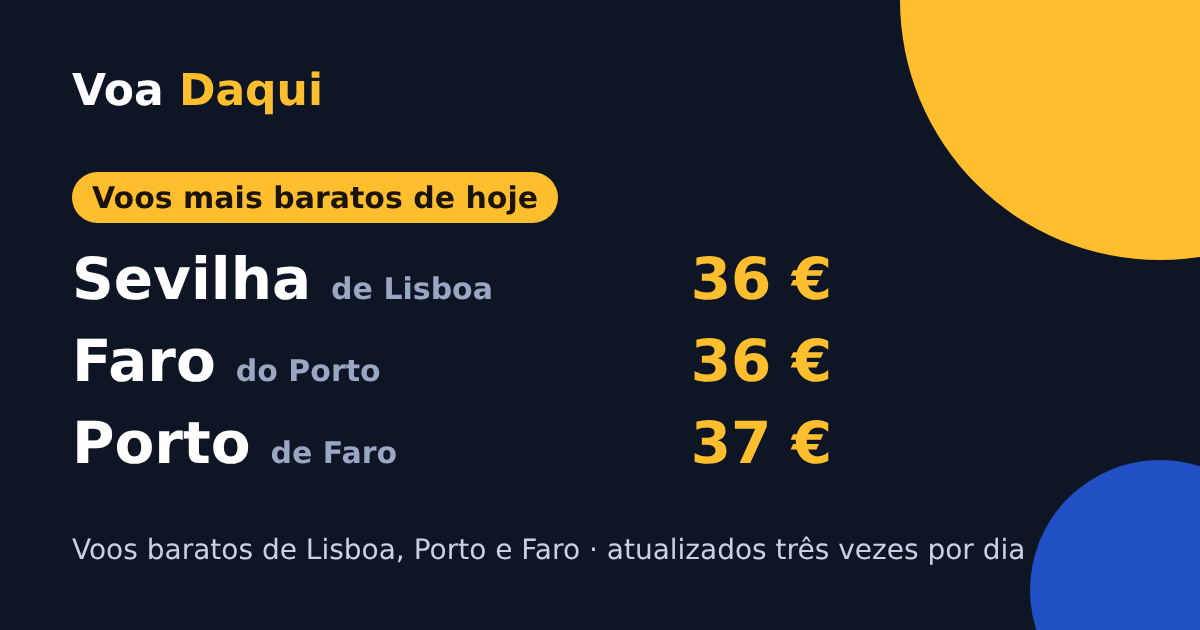 Voa Daqui
Voos mais baratos de hoje
Sevilha de Lisboa 36 €
Faro do Porto 36 €
Porto de Faro 37 €
Voos baratos de Lisboa, Porto e Faro · atualizados três vezes por dia